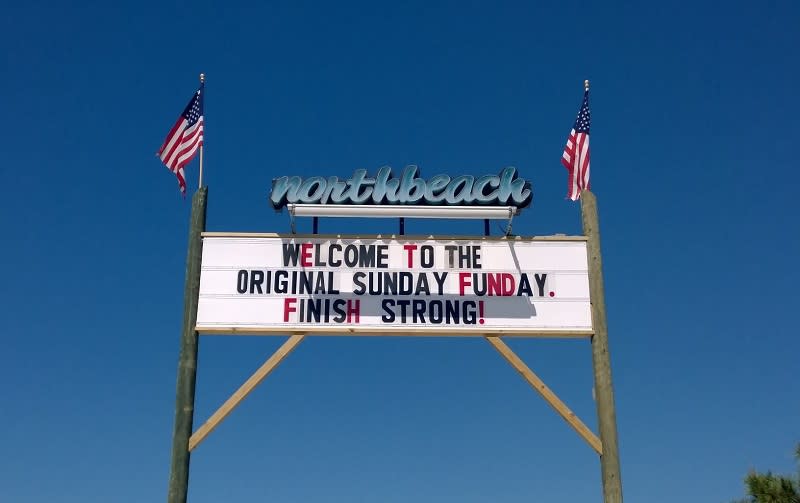 northbeach
WELCOME TO THE
ORIGINAL SUNDAY FUNDAY.
FINISH STRONG!